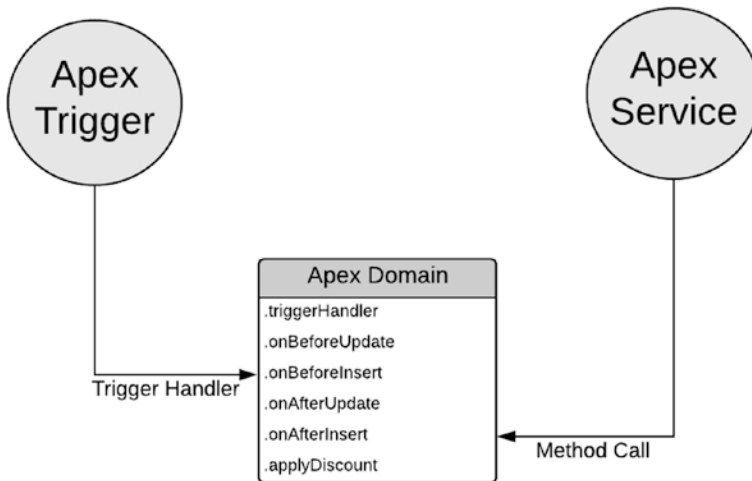 Apex
Trigger
Apex
Service
Apex Domain
.triggerHandler
.onBeforeUpdate
.onBeforeInsert
.onAfterUpdate
.onAfterInsert
.applyDiscount
Trigger Handler
Method Call